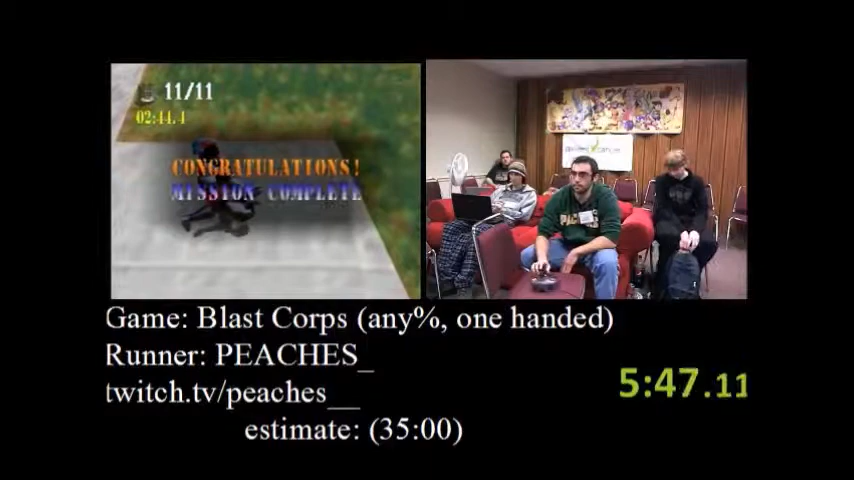 11/11
02:44.4
CONGRATULATIONS!
MISSION COMPLETE
Game: Blast Corps (any%, one handed)
Runner: PEACHES_
twitch.tv/peaches__
5:47.11
estimate: (35:00)